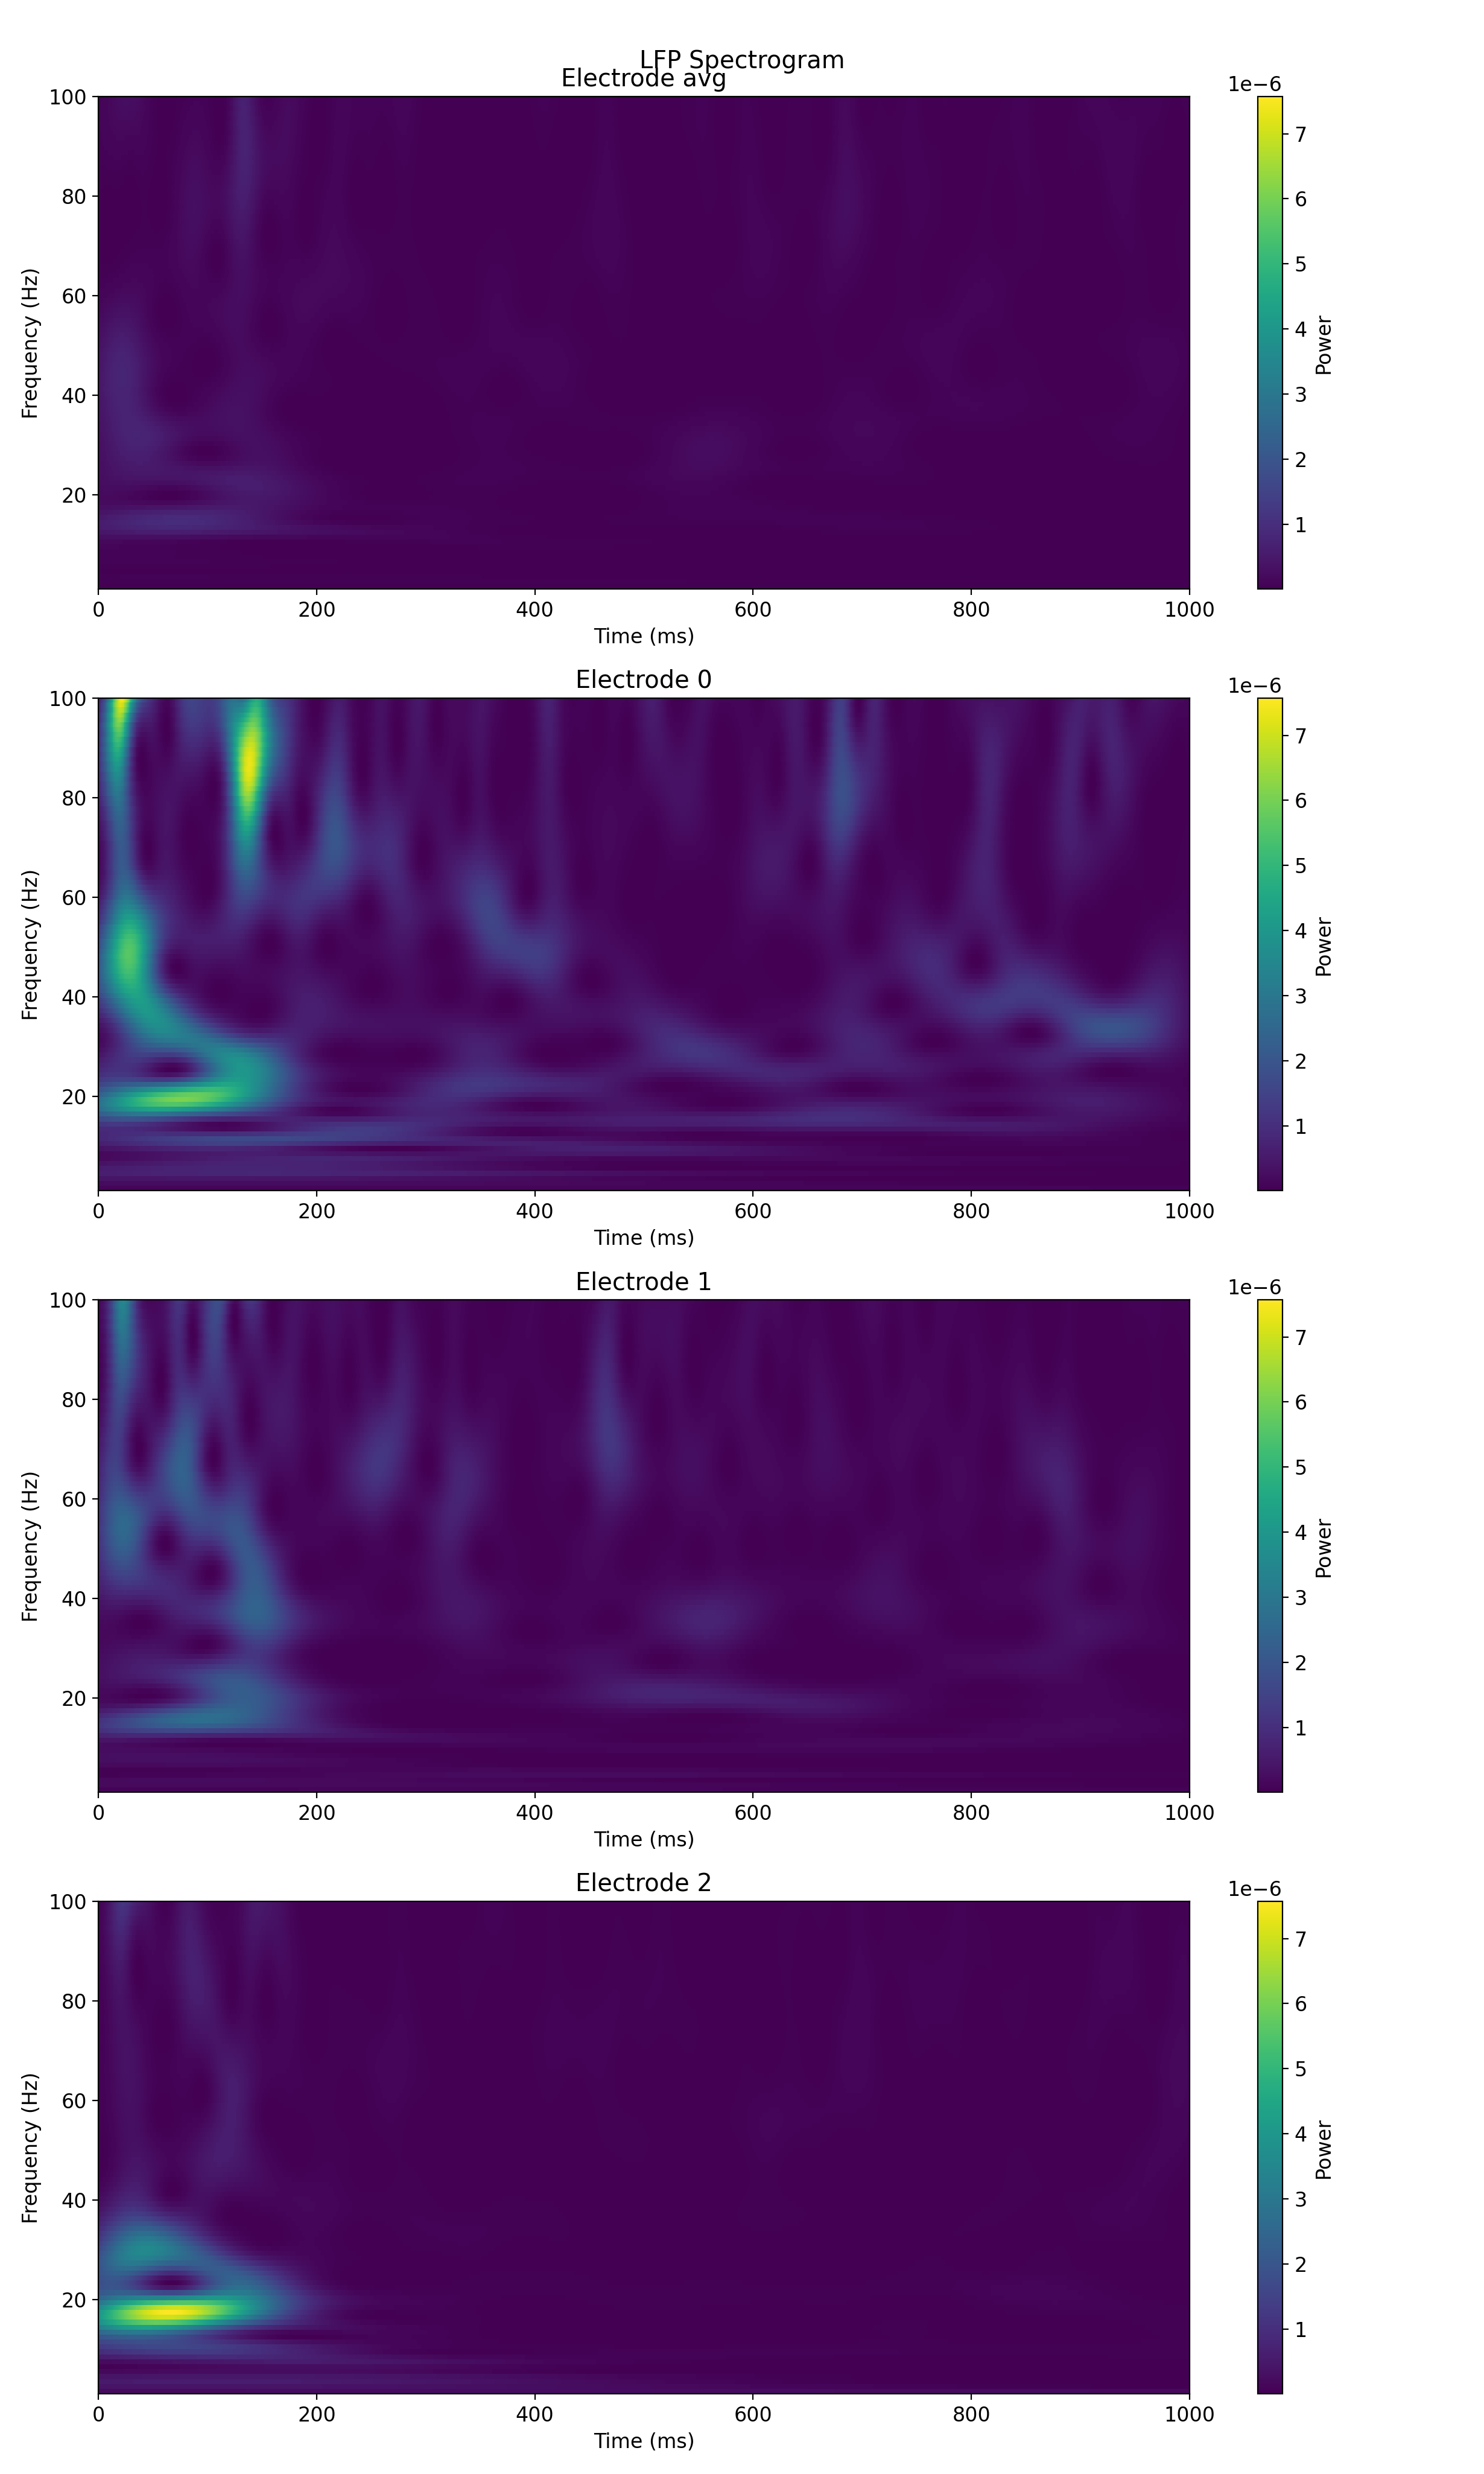 LFP Spectrogram
Electrode avg
1e−6
100
80
60
40
20
Frequency (Hz)
0 200 400 600 800 1000
Time (ms)
7
6
5
4
3
2
1
Power
Electrode 0
1e−6
100
80
60
40
20
Frequency (Hz)
0 200 400 600 800 1000
Time (ms)
7
6
5
4
3
2
1
Power
Electrode 1
1e−6
100
80
60
40
20
Frequency (Hz)
0 200 400 600 800 1000
Time (ms)
7
6
5
4
3
2
1
Power
Electrode 2
1e−6
100
80
60
40
20
Frequency (Hz)
0 200 400 600 800 1000
Time (ms)
7
6
5
4
3
2
1
Power